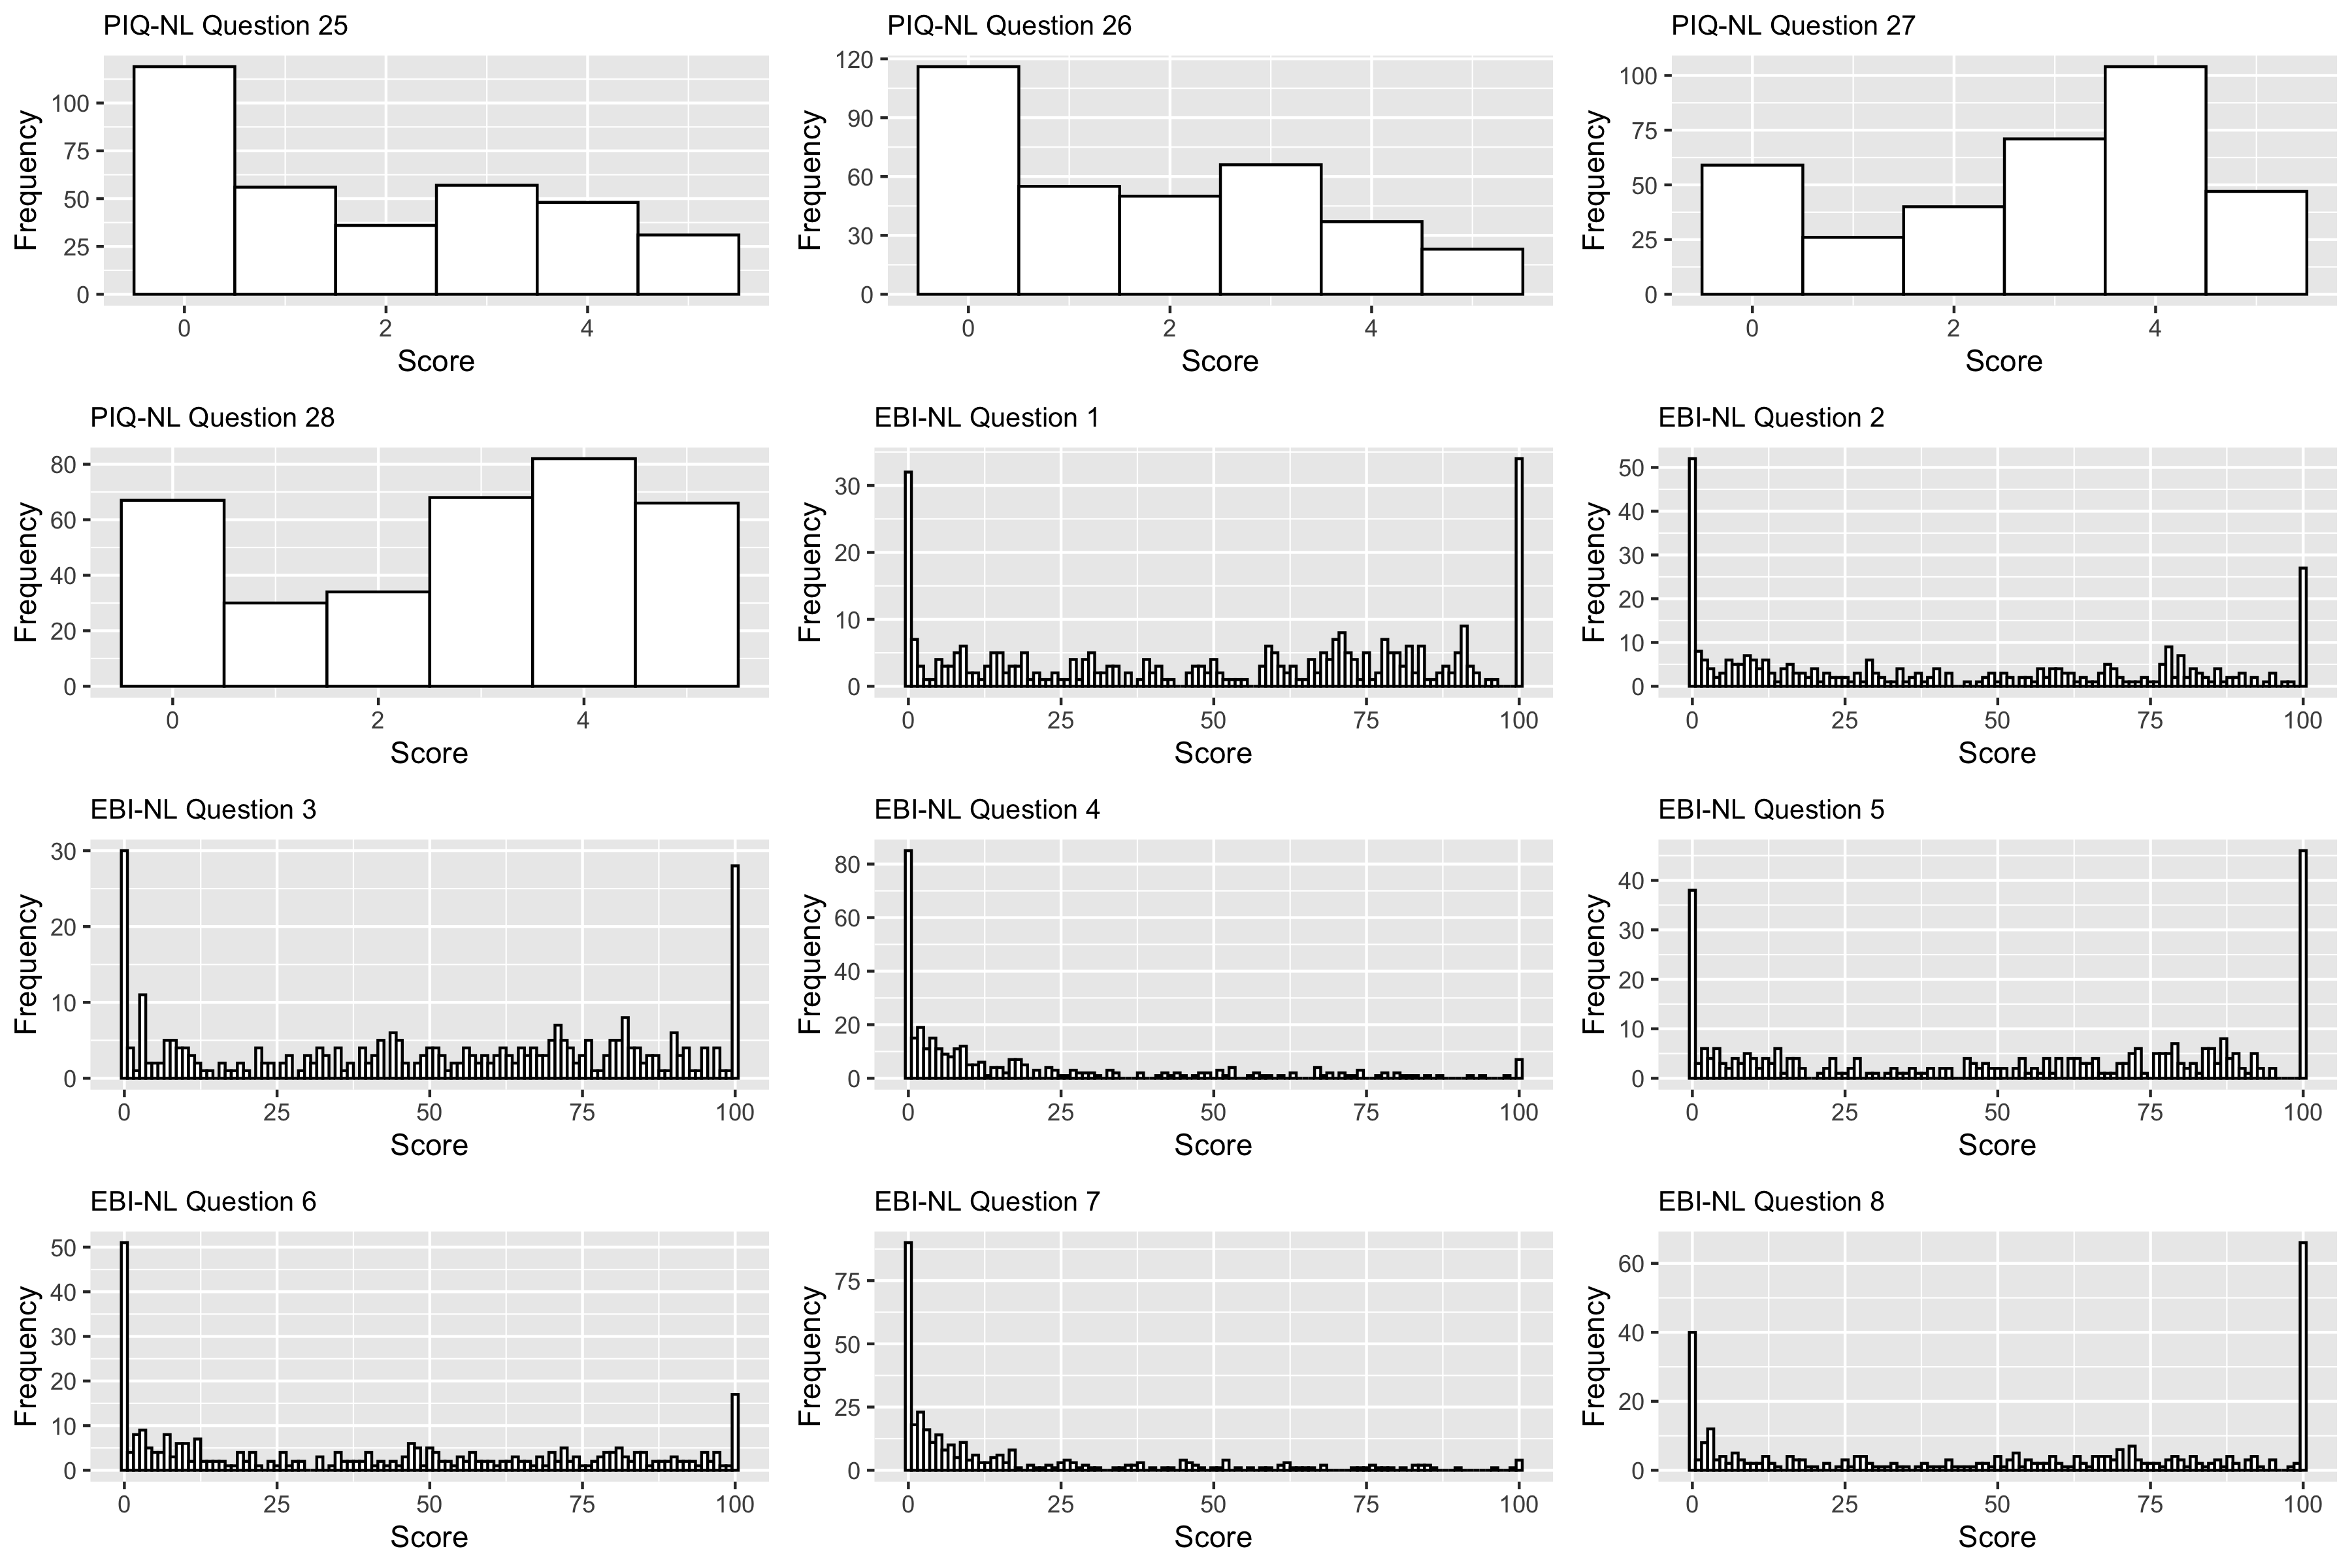 PIQ-NL Question 25
Frequency
100
75
50
25
0
0 2 4
Score
PIQ-NL Question 26
Frequency
120
90
60
30
0
0 2 4
Score
PIQ-NL Question 27
Frequency
100
75
50
25
0
0 2 4
Score
PIQ-NL Question 28
Frequency
80
60
40
20
0
0 2 4
Score
EBI-NL Question 1
Frequency
30
20
10
0
0 25 50 75 100
Score
EBI-NL Question 2
Frequency
50
40
30
20
10
0
0 25 50 75 100
Score
EBI-NL Question 3
Frequency
30
20
10
0
0 25 50 75 100
Score
EBI-NL Question 4
Frequency
80
60
40
20
0
0 25 50 75 100
Score
EBI-NL Question 5
Frequency
40
30
20
10
0
0 25 50 75 100
Score
EBI-NL Question 6
Frequency
50
40
30
20
10
0
0 25 50 75 100
Score
EBI-NL Question 7
Frequency
75
50
25
0
0 25 50 75 100
Score
EBI-NL Question 8
Frequency
60
40
20
0
0 25 50 75 100
Score